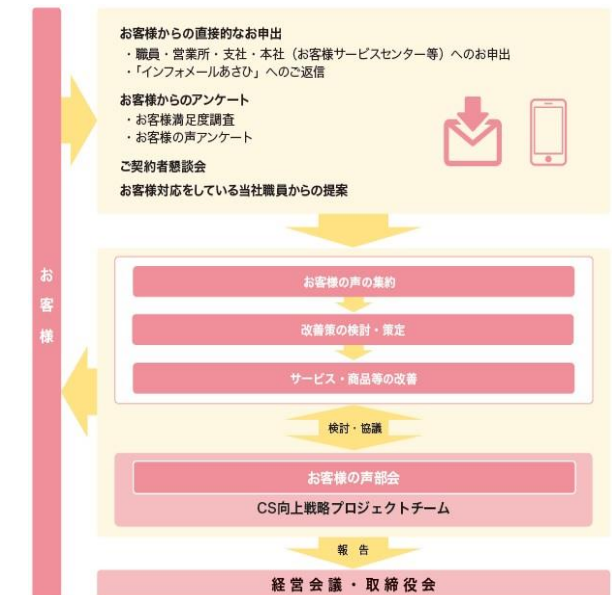 お客様からの直接的なお申出
・職員・営業所・支社・本社（お客様サービスセンター等）へのお申出
・「インフォメールあさひ」へのご返信
お客様からのアンケート
・お客様満足度調査
・お客様の声アンケート
ご契約者懇談会
お客様対応をしている当社職員からの提案
お客様
お客様の声の集約
改善策の検討・策定
サービス・商品等の改善
検討・協議
お客様の声部会
CS向上戦略プロジェクトチーム
報告
経営会議・取締役会